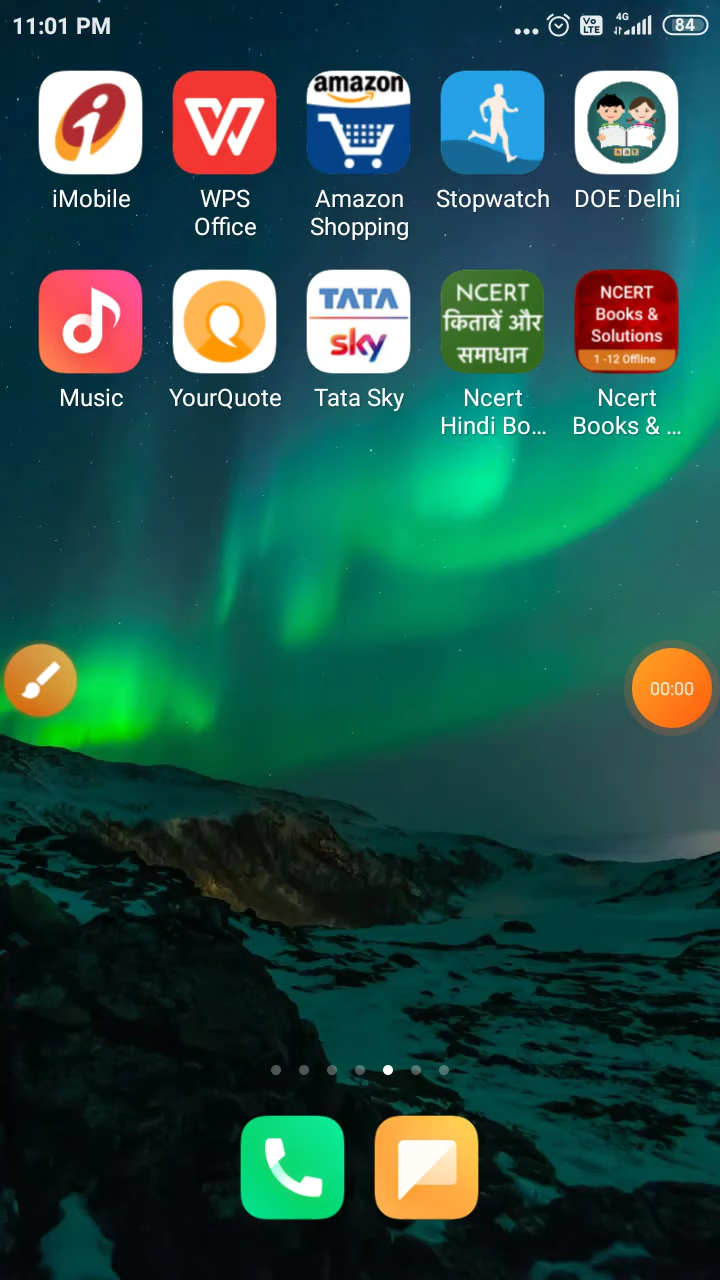 11:01 PM
Vo LTE
4G
84
amazon
iMobile
WPS Office
Amazon Shopping
Stopwatch
DOE Delhi
TATA
sky
NCERT
किताबें और
समाधान
NCERT
Books &
Solutions
1 -12 Offline
Music
YourQuote
Tata Sky
Ncert Hindi Bo...
Ncert Books & ...
00:00